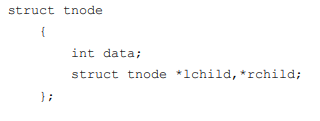 struct tnode
{
int data;
struct tnode *lchild,*rchild;
};